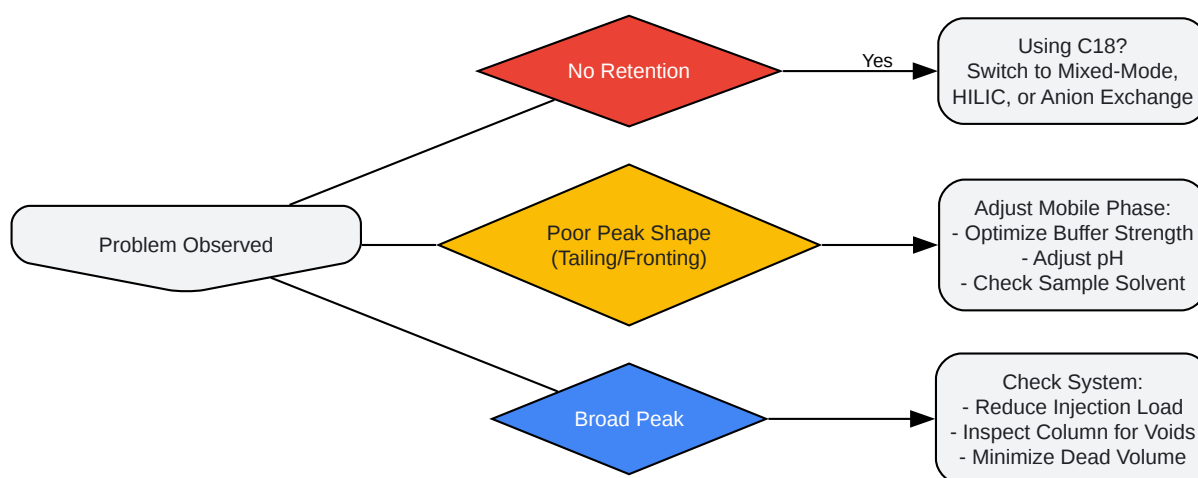 No Retention
Yes
Using C18?
Switch to Mixed-Mode,
HILIC, or Anion Exchange
Problem Observed
Poor Peak Shape
(Tailing/Fronting)
Adjust Mobile Phase:
- Optimize Buffer Strength
- Adjust pH
- Check Sample Solvent
Broad Peak
Check System:
- Reduce Injection Load
- Inspect Column for Voids
- Minimize Dead Volume